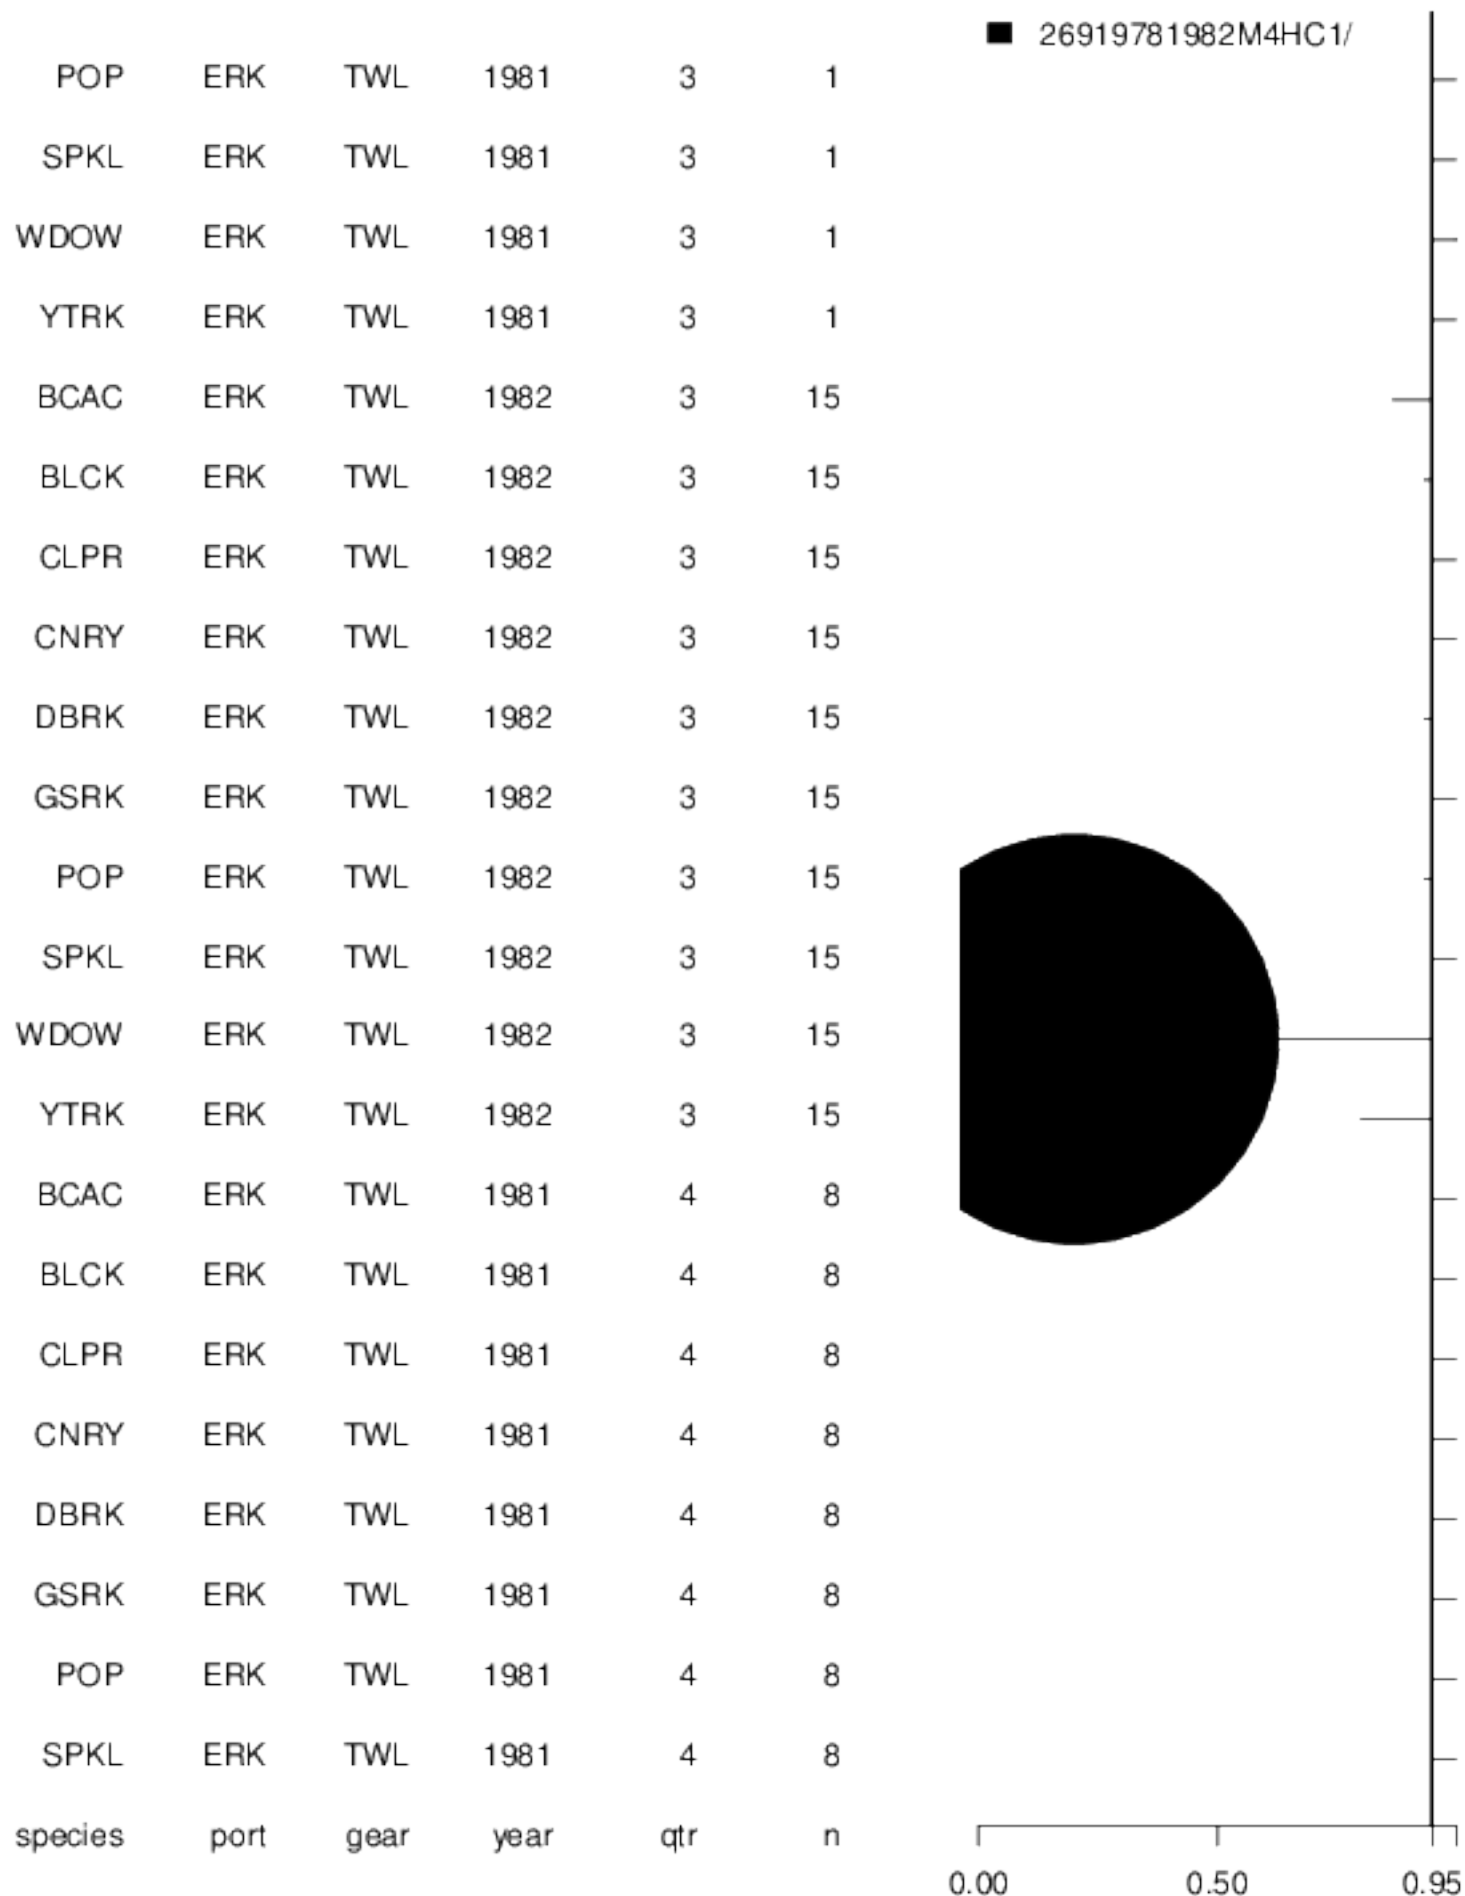 26919781982M4HC1/
POP ERK TWL 1981 3 1
SPKL ERK TWL 1981 3 1
WDOW ERK TWL 1981 3 1
YTRK ERK TWL 1981 3 1
BCAC ERK TWL 1982 3 15
BLCK ERK TWL 1982 3 15
CLPR ERK TWL 1982 3 15
CNRY ERK TWL 1982 3 15
DBRK ERK TWL 1982 3 15
GSRK ERK TWL 1982 3 15
POP ERK TWL 1982 3 15
SPKL ERK TWL 1982 3 15
WDOW ERK TWL 1982 3 15
YTRK ERK TWL 1982 3 15
BCAC ERK TWL 1981 4 8
BLCK ERK TWL 1981 4 8
CLPR ERK TWL 1981 4 8
CNRY ERK TWL 1981 4 8
DBRK ERK TWL 1981 4 8
GSRK ERK TWL 1981 4 8
POP ERK TWL 1981 4 8
SPKL ERK TWL 1981 4 8
species port gear year qtr n
0.00 0.50 0.95